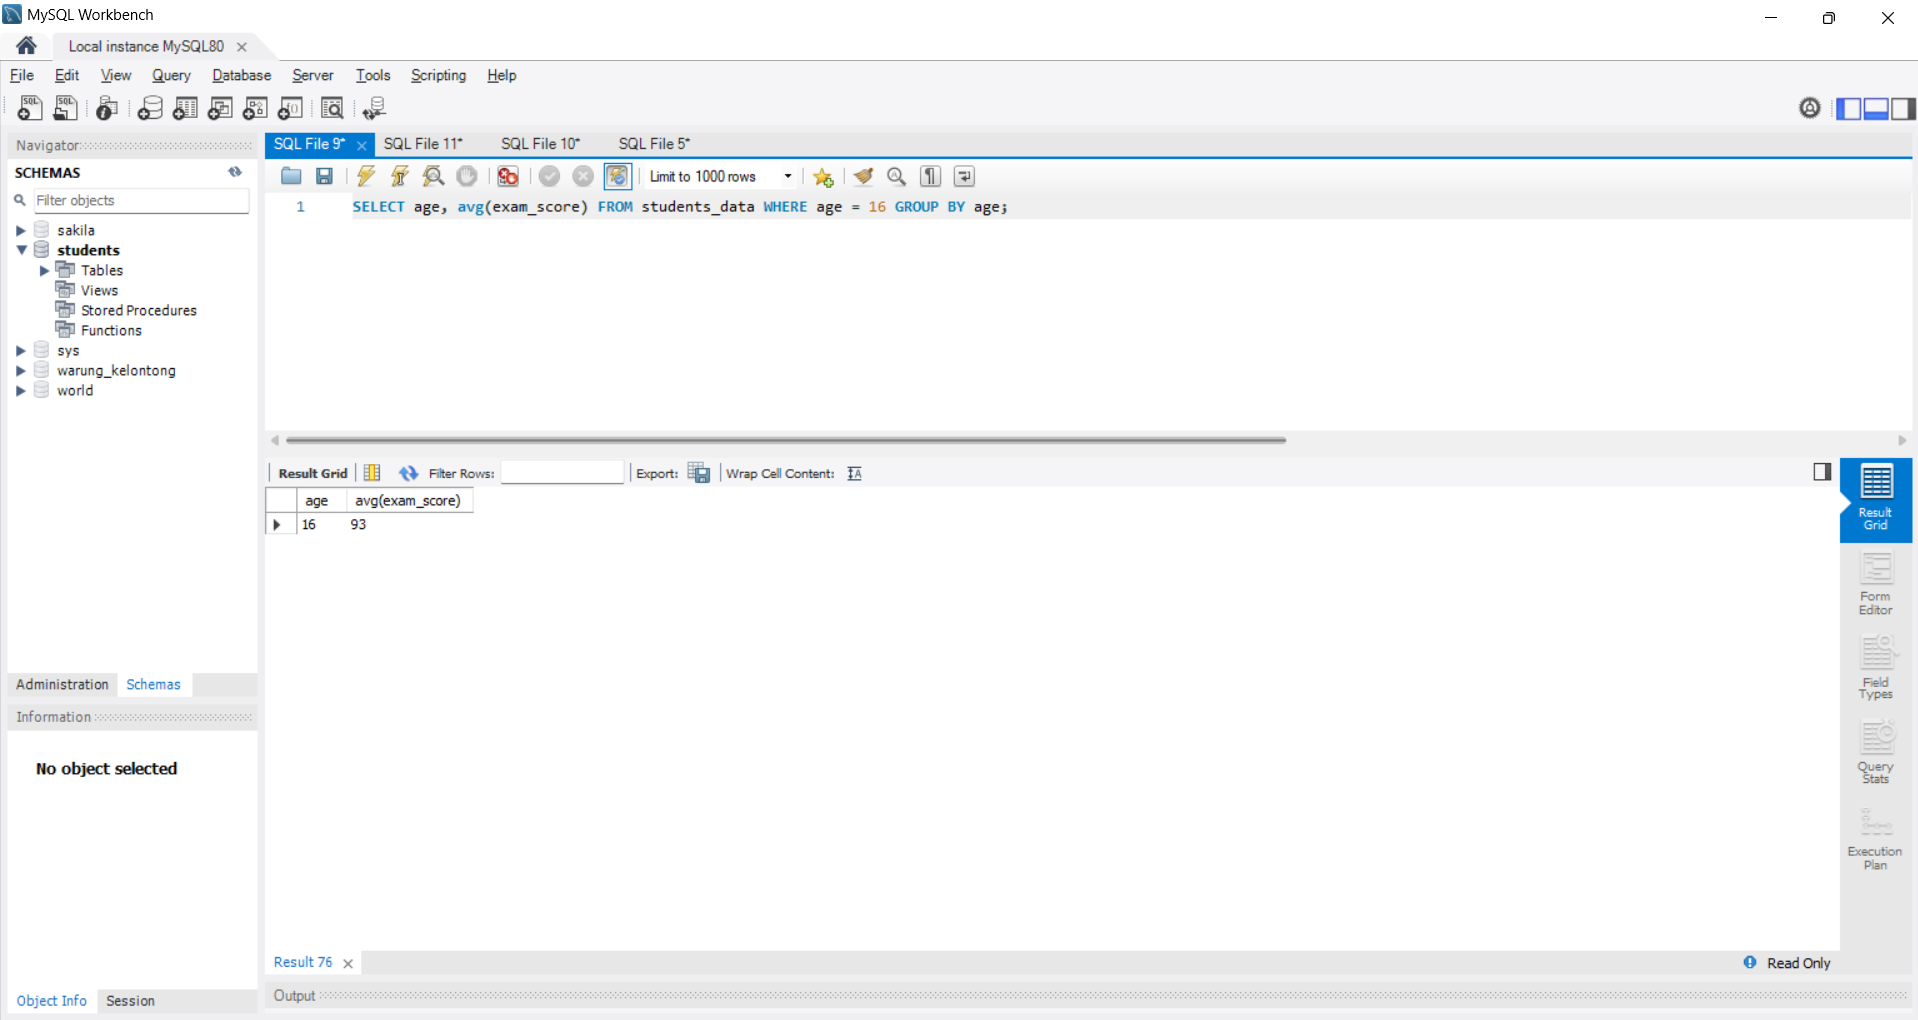 MySQL Workbench
Local instance MySQL80
File Edit View Query Database Server Tools Scripting Help
Navigator
SCHEMAS
Filter objects
sakila
students
Tables
Views
Stored Procedures
Functions
sys
warung_kelontong
world
Administration Schemas
Information
No object selected
Object Info Session
SQL File 9* SQL File 11* SQL File 10* SQL File 5*
Limit to 1000 rows
1 SELECT age, avg(exam_score) FROM students_data WHERE age = 16 GROUP BY age;
Result Grid Filter Rows: Export: Wrap Cell Content:
age avg(exam_score)
16 93
Result
Grid
Form
Editor
Field
Types
Query
Stats
Execution
Plan
Result 76 Read Only
Output